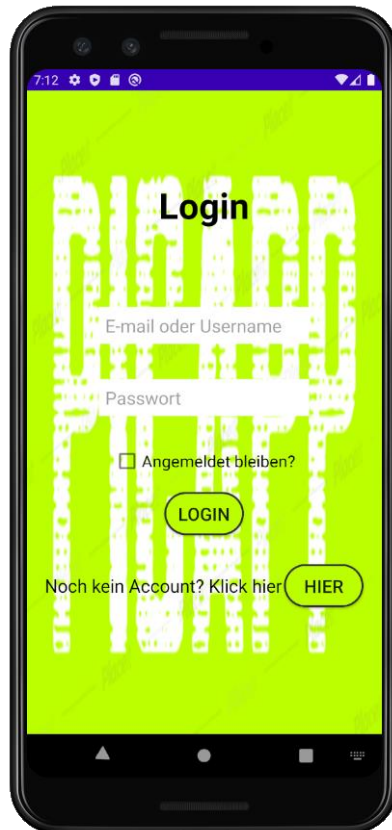 7:12
Login
E-mail oder Username
Passwort
Angemeldet bleiben?
LOGIN
Noch kein Account? Klick hier HIER